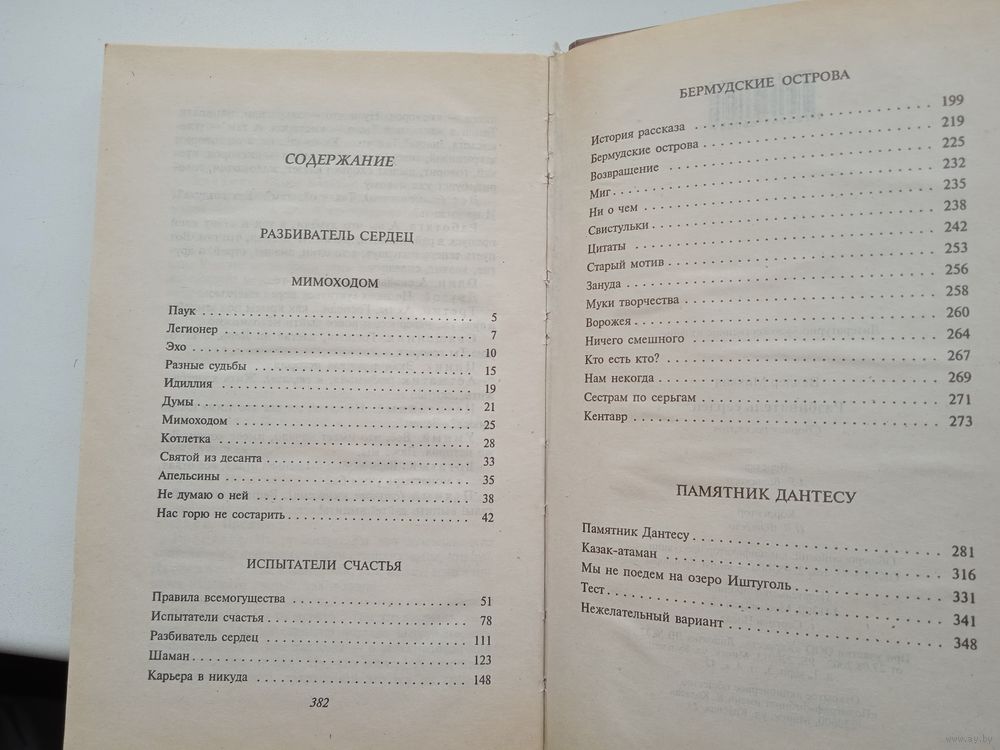 СОДЕРЖАНИЕ
РАЗБИВАТЕЛЬ СЕРДЕЦ
МИМОХОДОМ
Паук . . . . . . . . . . . . . . . . . . . . . . . . . 5
Легионер . . . . . . . . . . . . . . . . . . . . . . . 7
Эхо . . . . . . . . . . . . . . . . . . . . . . . . . 10
Разные судьбы . . . . . . . . . . . . . . . . . . . . 15
Идиллия . . . . . . . . . . . . . . . . . . . . . . . 19
Думы . . . . . . . . . . . . . . . . . . . . . . . . 21
Мимоходом . . . . . . . . . . . . . . . . . . . . . 25
Котлетка . . . . . . . . . . . . . . . . . . . . . . 28
Святой из десанта . . . . . . . . . . . . . . . . . . 33
Апельсины . . . . . . . . . . . . . . . . . . . . . 35
Не думаю о ней . . . . . . . . . . . . . . . . . . . 38
Нас горю не состарить . . . . . . . . . . . . . . . . 42
ИСПЫТАТЕЛИ СЧАСТЬЯ
Правила всемогущества . . . . . . . . . . . . . . . . 51
Испытатели счастья . . . . . . . . . . . . . . . . . 78
Разбиватель сердец . . . . . . . . . . . . . . . . . 111
Шаман . . . . . . . . . . . . . . . . . . . . . . . 123
Карьера в никуда . . . . . . . . . . . . . . . . . . 148
382
БЕРМУДСКИЕ ОСТРОВА
История рассказа . . . . . . . . . . . . . . . . . . 199
Бермудские острова . . . . . . . . . . . . . . . . . 219
Возвращение . . . . . . . . . . . . . . . . . . . . 225
Миг . . . . . . . . . . . . . . . . . . . . . . . . 232
Ни о чем . . . . . . . . . . . . . . . . . . . . . . 235
Свистульки . . . . . . . . . . . . . . . . . . . . . 238
Цитаты . . . . . . . . . . . . . . . . . . . . . . . 242
Старый мотив . . . . . . . . . . . . . . . . . . . . 253
Зануда . . . . . . . . . . . . . . . . . . . . . . . 256
Муки творчества . . . . . . . . . . . . . . . . . . 258
Ворожея . . . . . . . . . . . . . . . . . . . . . . 260
Ничего смешного . . . . . . . . . . . . . . . . . . 264
Кто есть кто? . . . . . . . . . . . . . . . . . . . . 267
Нам некогда . . . . . . . . . . . . . . . . . . . . 269
Сестрам по серьгам . . . . . . . . . . . . . . . . . 271
Кентавр . . . . . . . . . . . . . . . . . . . . . . 273
ПАМЯТНИК ДАНТЕСУ
Памятник Дантесу . . . . . . . . . . . . . . . . . . 281
Казак-атаман . . . . . . . . . . . . . . . . . . . . 316
Мы не поедем на озеро Иштуголь . . . . . . . . . . 331
Тест . . . . . . . . . . . . . . . . . . . . . . . . 341
Нежелательный вариант . . . . . . . . . . . . . . . 348
www.ay.by